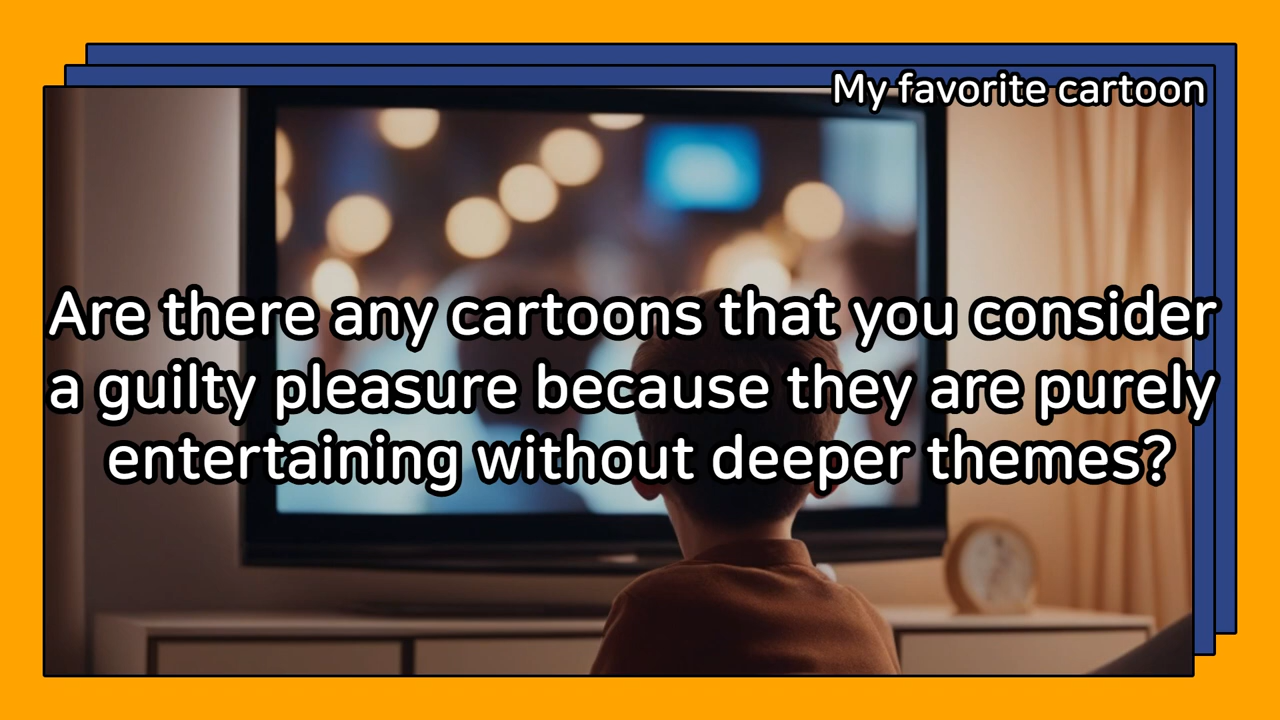 My favorite cartoon
Are there any cartoons that you consider
a guilty pleasure because they are purely
entertaining without deeper themes?